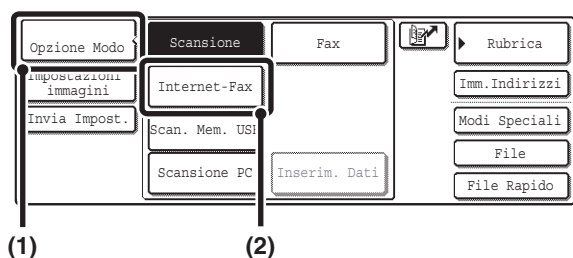 Opzione Modo
Scansione
Fax
Rubrica
Impostazioni
immagini
Internet-Fax
Imm.Indirizzi
Invia Impost.
Scan. Mem. USB
Modi Speciali
File
Scansione PC
Inserim. Dati
File Rapido
(1)
(2)